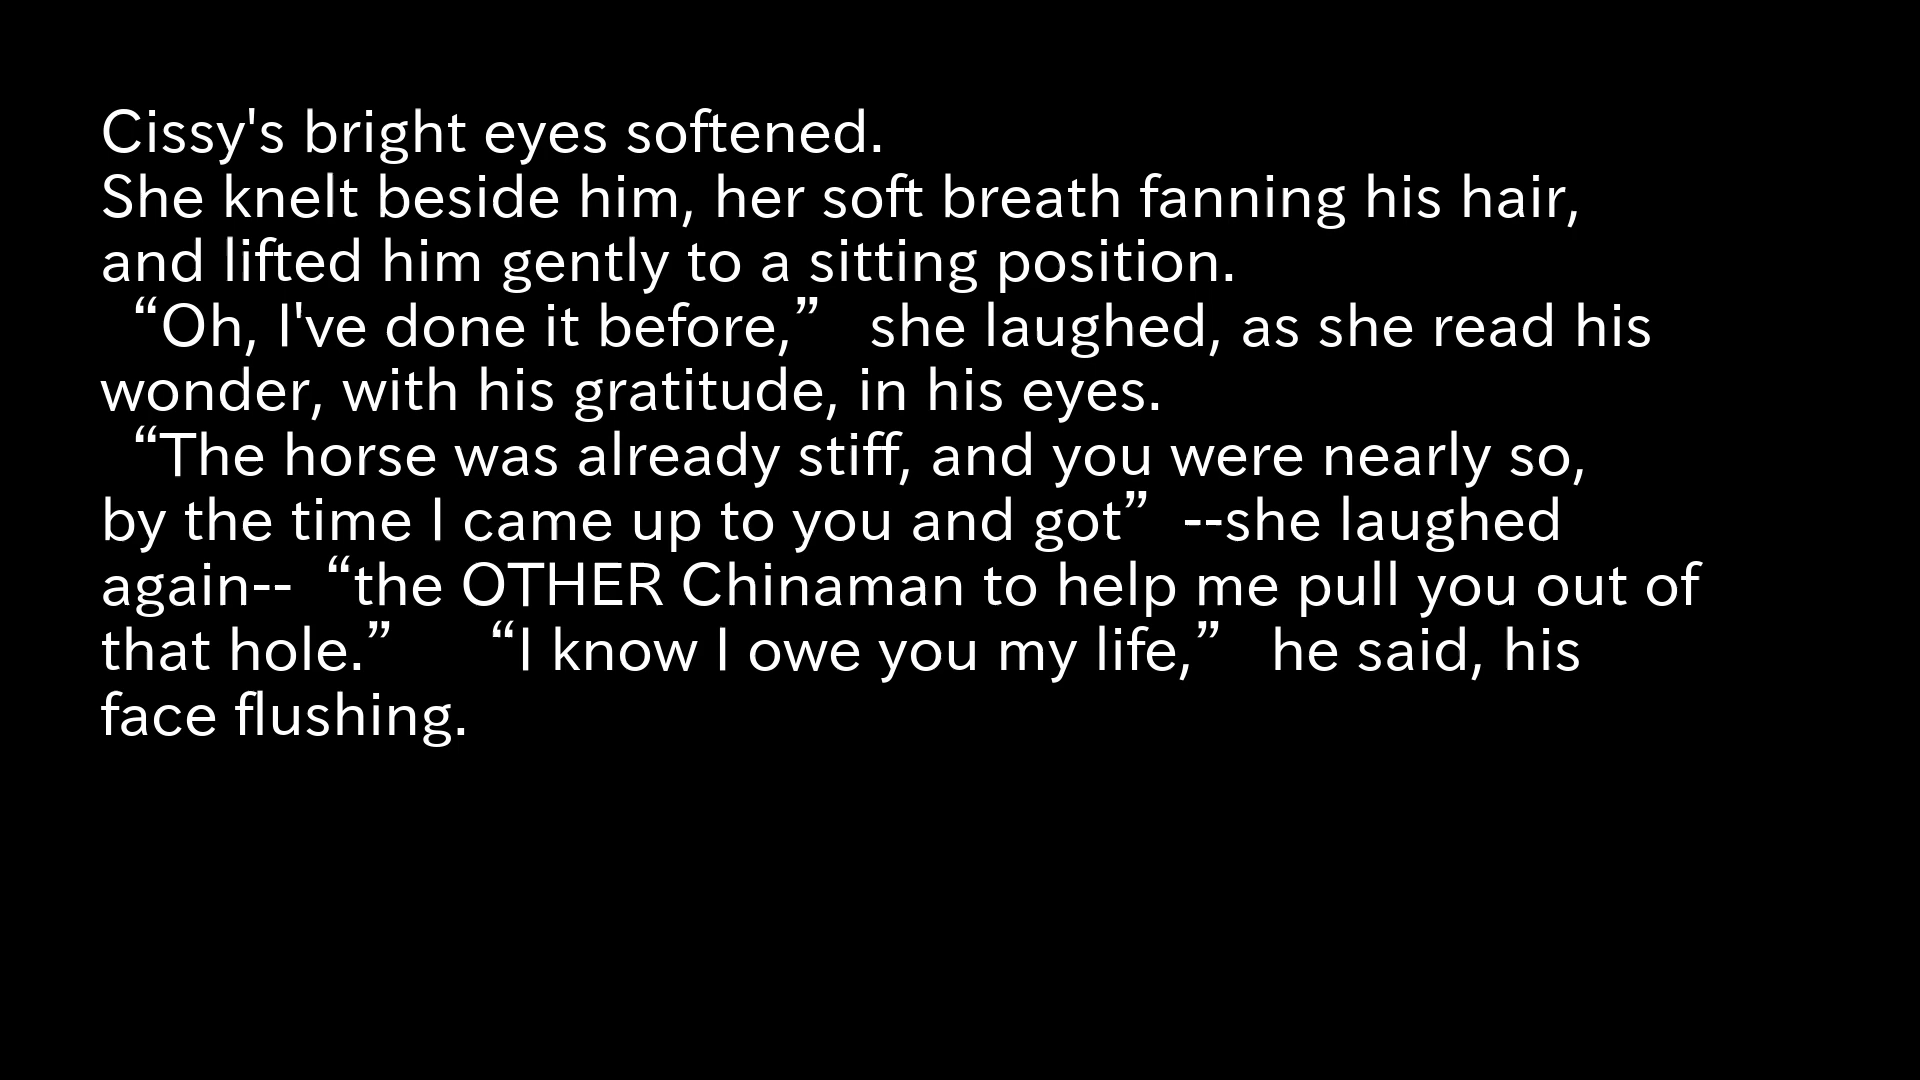 Cissy's bright eyes softened.
She knelt beside him, her soft breath fanning his hair,
and lifted him gently to a sitting position.
“Oh, I've done it before,” she laughed, as she read his
wonder, with his gratitude, in his eyes.
“The horse was already stiff, and you were nearly so,
by the time I came up to you and got” --she laughed
again-- “the OTHER Chinaman to help me pull you out of
that hole.” “I know I owe you my life,” he said, his
face flushing.